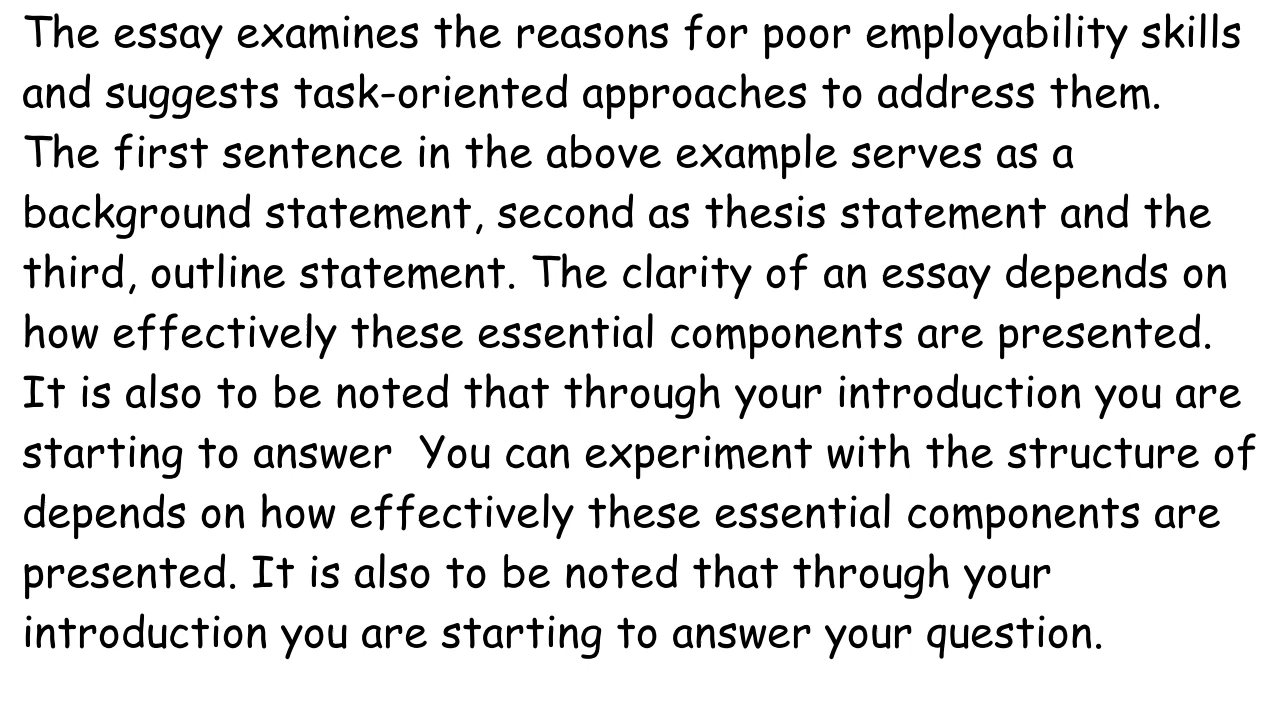 The essay examines the reasons for poor employability skills
and suggests task-oriented approaches to address them.
The first sentence in the above example serves as a
background statement, second as thesis statement and the
third, outline statement. The clarity of an essay depends on
how effectively these essential components are presented.
It is also to be noted that through your introduction you are
starting to answer  You can experiment with the structure of
depends on how effectively these essential components are
presented. It is also to be noted that through your
introduction you are starting to answer your question.